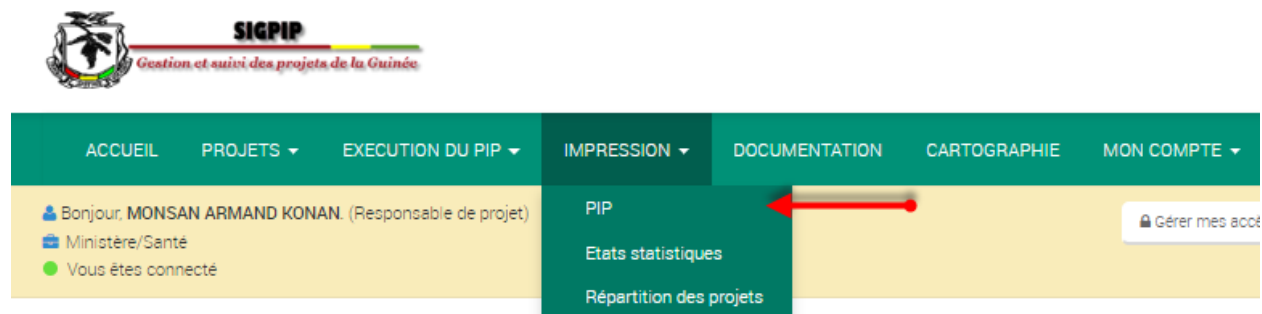 SIGPIP
Gestion et suivi des projets de la Guinée
ACCUEIL PROJETS EXECUTION DU PIP IMPRESSION DOCUMENTATION CARTOGRAPHIE MON COMPTE
Bonjour, MONSAN ARMAND KONAN. (Responsable de projet)
Ministère/Santé
Vous êtes connecté
PIP
Etats statistiques
Répartition des projets
Gérer mes accè